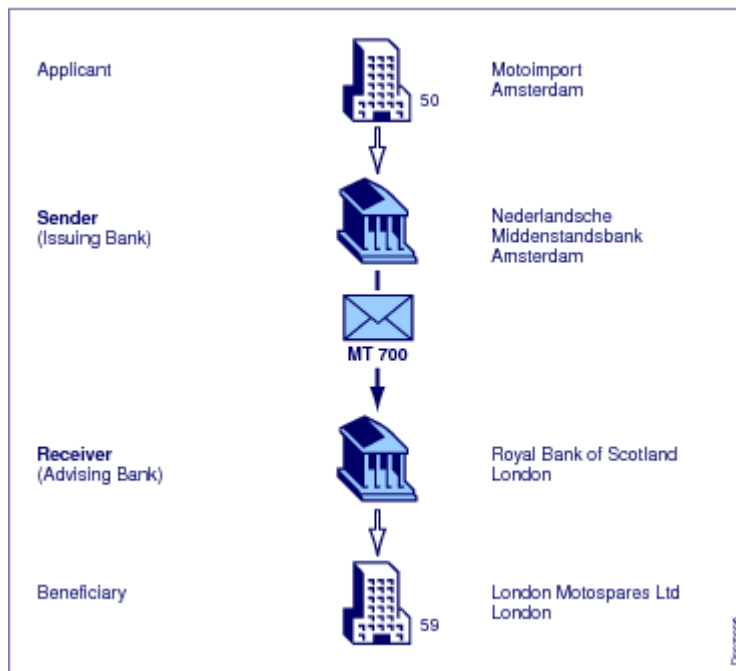 Applicant
50
Motoimport
Amsterdam
Sender
(Issuing Bank)
Nederlandsche
Middenstandsbank
Amsterdam
MT 700
Receiver
(Advising Bank)
Royal Bank of Scotland
London
Beneficiary
59
London Motospares Ltd
London